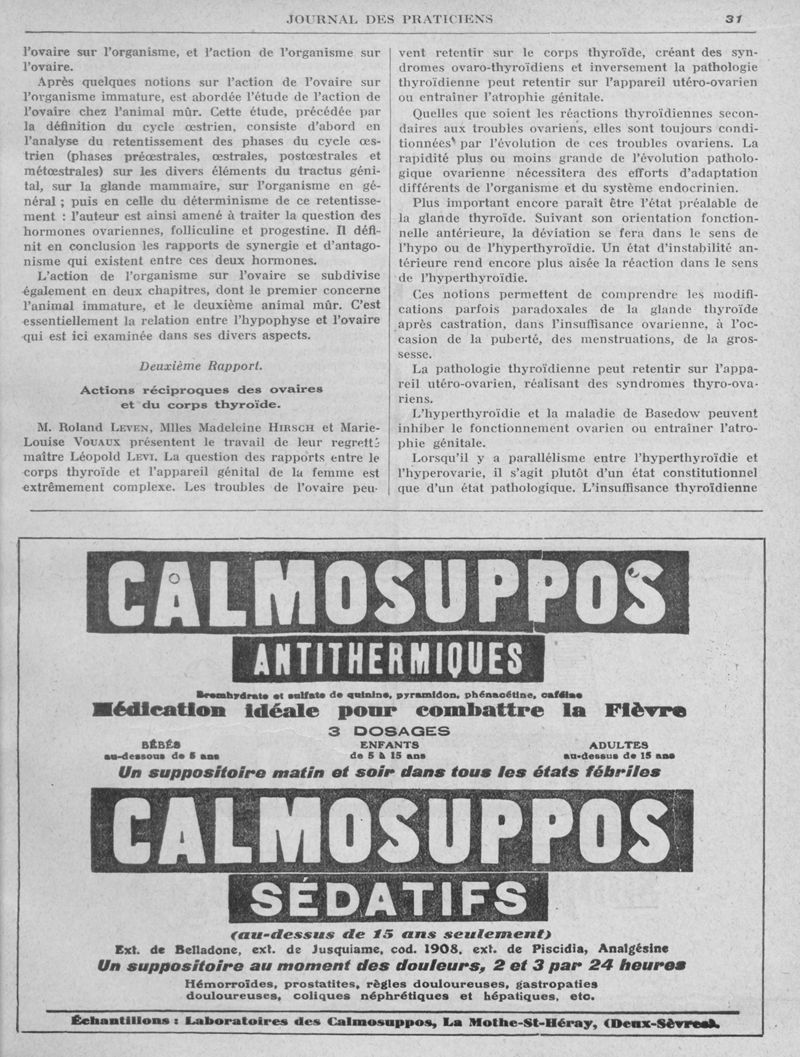 JOURNAL DES PRATICIENS
31
l'ovaire sur l'organisme, et l'action de l'organisme sur
l'ovaire.
Après quelques notions sur l'action de l'ovaire sur
l'organisme immature, est abordée l'étude de l'action de
l'ovaire chez l'animal mûr. Cette étude, précédée par
la définition du cycle œstrien, consiste d'abord en
l'analyse du retentissement des phases du cycle œs-
trien (phases préœstrales, œstrales, postœstrales et
métœstrales) sur les divers éléments du tractus géni-
tal, sur la glande mammaire, sur l'organisme en gé-
néral ; puis en celle du déterminisme de ce retentisse-
ment : l'auteur est ainsi amené à traiter la question des
hormones ovariennes, folliculine et progestine. Il défi-
nit en conclusion les rapports de synergie et d'antago-
nisme qui existent entre ces deux hormones.
L'action de l'organisme sur l'ovaire se subdivise
également en deux chapitres, dont le premier concerne
l'animal immature, et le deuxième animal mûr. C'est
essentiellement la relation entre l'hypophyse et l'ovaire
qui est ici examinée dans ses divers aspects.
Deuxième Rapport.
Actions réciproques des ovaires
et du corps thyroïde.
M. Roland LEVEN, Mlles Madeleine HIRSCH et Marie-
Louise VOUAUX présentent le travail de leur regretté
maître Léopold LEVI. La question des rapports entre le
corps thyroïde et l'appareil génital de la femme est
extrêmement complexe. Les troubles de l'ovaire peu-
vent retentir sur le corps thyroïde, créant des syn-
dromes ovaro-thyroïdiens et inversement la pathologie
thyroïdienne peut retentir sur l'appareil utéro-ovarien
ou entraîner l'atrophie génitale.
Quelles que soient les réactions thyroïdiennes secon-
daires aux troubles ovariens, elles sont toujours condi-
tionnées par l'évolution de ces troubles ovariens. La
rapidité plus ou moins grande de l'évolution patholo-
gique ovarienne nécessitera des efforts d'adaptation
différents de l'organisme et du système endocrinien.
Plus important encore paraît être l'état préalable de
la glande thyroïde. Suivant son orientation fonction-
nelle antérieure, la déviation se fera dans le sens de
l'hypo ou de l'hyperthyroïdie. Un état d'instabilité an-
térieure rend encore plus aisée la réaction dans le sens
de l'hyperthyroïdie.
Ces notions permettent de comprendre les modifi-
cations parfois paradoxales de la glande thyroïde
après castration, dans l'insuffisance ovarienne, à l'oc-
casion de la puberté, des menstruations, de la gros-
sesse.
La pathologie thyroïdienne peut retentir sur l'appa-
reil utéro-ovarien, réalisant des syndromes thyro-ova-
riens.
L'hyperthyroïdie et la maladie de Basedow peuvent
inhiber le fonctionnement ovarien ou entraîner l'atro-
phie génitale.
Lorsqu'il y a parallélisme entre l'hyperthyroïdie et
l'hyperovarie, il s'agit plutôt d'un état constitutionnel
que d'un état pathologique. L'insuffisance thyroïdienne
CALMOSUPPOS
ANTITHERMIQUES
Bromhydrate et sulfate de quinine, pyramidon, phénacétine, caféine
Médication idéale pour combattre la Fièvre
3 DOSAGES
BÉBÉS ENFANTS ADULTES
au-dessous de 5 ans de 5 à 15 ans au-dessus de 15 ans
Un suppositoire matin et soir dans tous les états fébriles
CALMOSUPPOS
SÉDATIFS
(au-dessus de 15 ans seulement)
Ext. de Belladone, ext. de Jusquiame, cod. 1908, ext. de Piscidia, Analgésine
Un suppositoire au moment des douleurs, 2 et 3 par 24 heures
Hémorroïdes, prostatites, règles douloureuses, gastropaties
douloureuses, coliques néphrétiques et hépatiques, etc.
Échantillons : Laboratoires des Calmosuppos, La Mothe-St-Héray, (Deux-Sèvres).